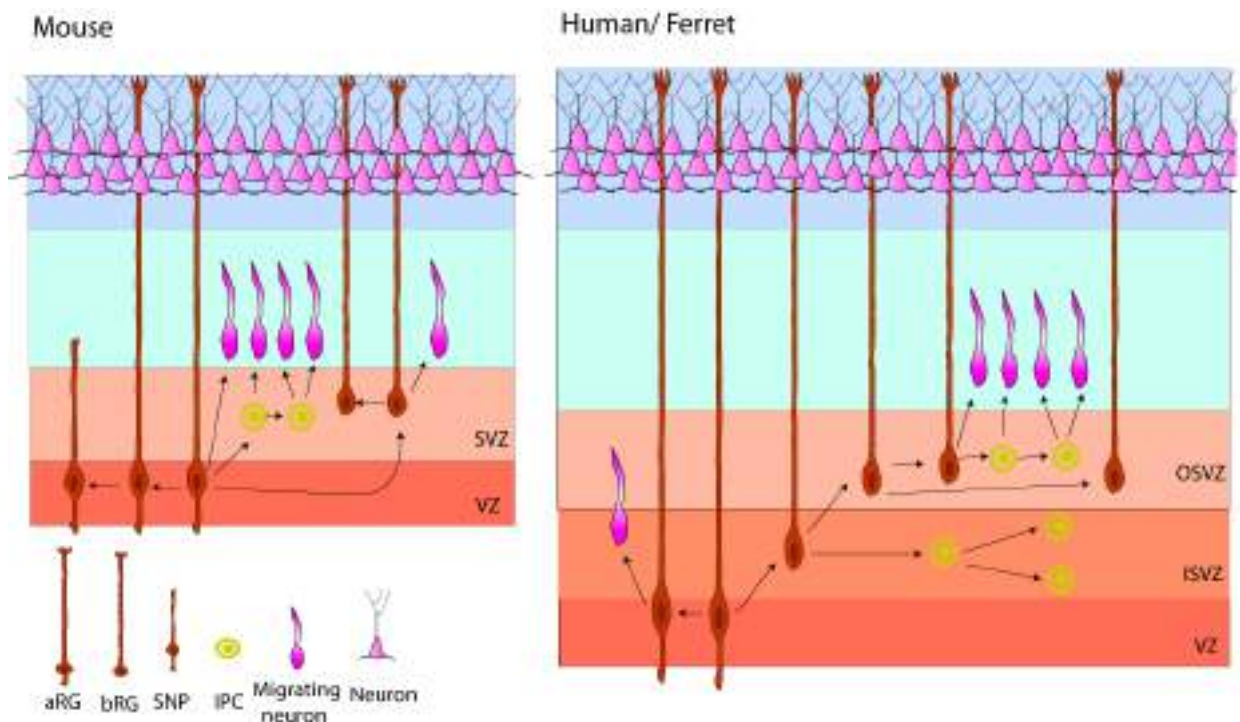 Mouse
Human/ Ferret
SVZ
VZ
OSVZ
ISVZ
VZ
aRG
bRG
SNP
IPC
Migrating
neuron
Neuron